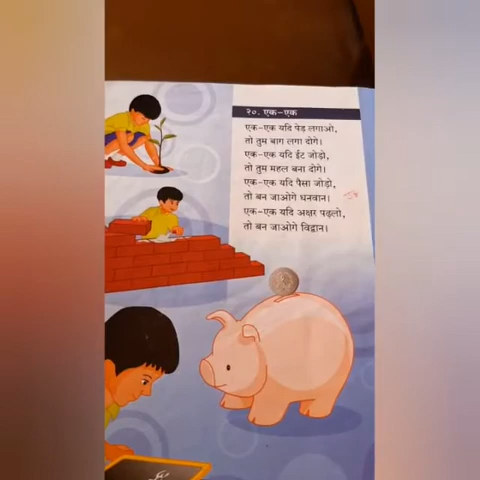 २०. एक-एक
एक-एक यदि पेड़ लगाओ,
तो तुम बाग लगा दोगे।
एक-एक यदि ईंट जोड़ो,
तो तुम महल बना दोगे।
एक-एक यदि पैसा जोड़ो,
तो बन जाओगे धनवान।
एक-एक यदि अक्षर पढ़लो,
तो बन जाओगे विद्वान।